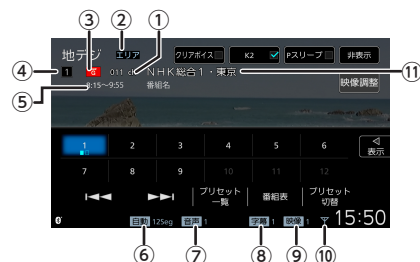 ③ ② ①
地デジ エリア クリアボイス K2 Pスリープ 非表示
④ 1 011 ch NHK総合1・東京 ⑪
⑤ 8:15～9:55 番組名 映像調整
1 2 3 4 5 6 表示
7 8 9 10 11 12
プリセット一覧 番組表 プリセット切替
自動 125eg 音声 1 字幕 1 映像 1 15:50
⑥ ⑦ ⑧ ⑨ ⑩